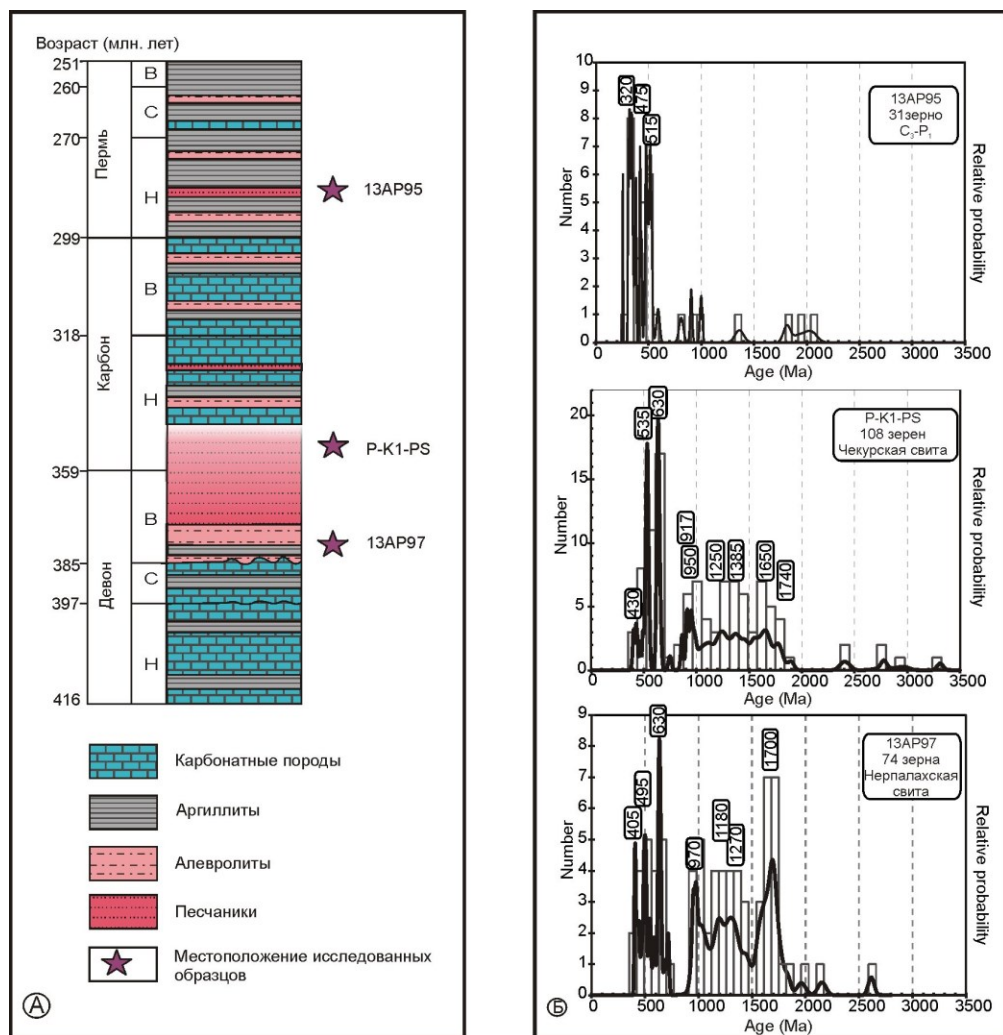 Возраст (млн. лет)
251
260
270
299
318
359
385
397
416
Пермь
Карбон
Девон
В
С
Н
В
Н
В
С
Н
13AP95
P-K1-PS
13AP97
Карбонатные породы
Аргиллиты
Алевролиты
Песчаники
Местоположение исследованных
образцов
А
10
9
8
7
6
5
4
3
2
1
0
Number
320
475
515
13AP95
31зерно
C3-P1
Relative probability
0
500
1000
1500
2000
2500
3000
3500
Age (Ma)
20
15
10
5
0
Number
430
535
630
950
917
1250
1385
1650
1740
P-K1-PS
108 зерен
Чекурская свита
Relative probability
0
500
1000
1500
2000
2500
3000
3500
Age (Ma)
9
8
7
6
5
4
3
2
1
0
Number
405
495
630
970
1180
1270
1700
13AP97
74 зерна
Нерпалахская
свита
Relative probability
0
500
1000
1500
2000
2500
3000
3500
Age (Ma)
Б